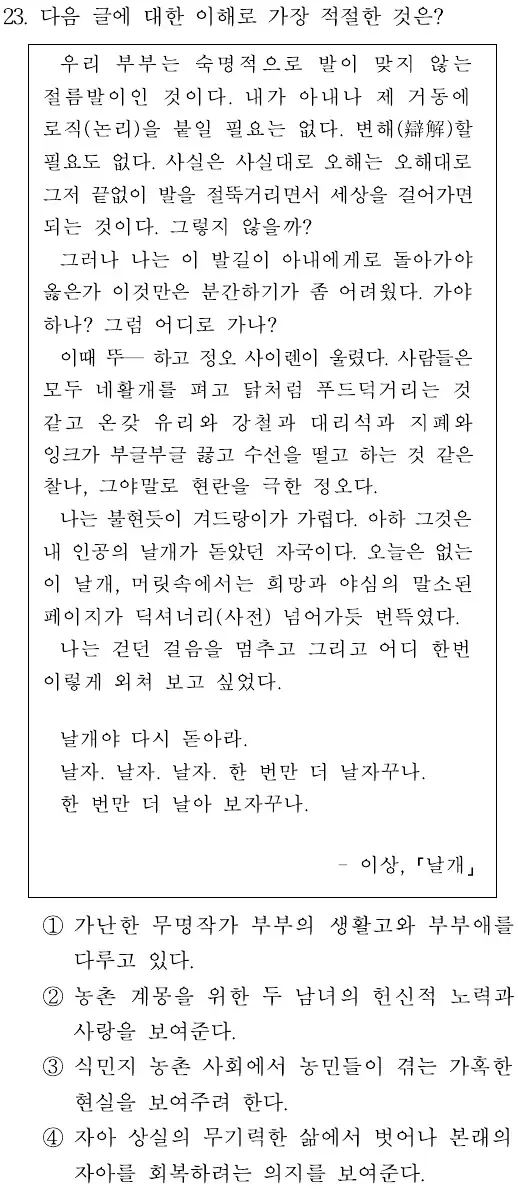 23. 다음 글에 대한 이해로 가장 적절한 것은?
우리 부부는 숙명적으로 발이 맞지 않는
절름발이인 것이다. 내가 아내나 제 거동에
로직(논리)을 붙일 필요는 없다. 변해(辯解)할
필요도 없다. 사실은 사실대로 오해는 오해대로
그저 끝없이 발을 절뚝거리면서 세상을 걸어가면
되는 것이다. 그렇지 않을까?
그러나 나는 이 발길이 아내에게로 돌아가야
옳은가 이것만은 분간하기가 좀 어려웠다. 가야
하나? 그럼 어디로 가나?
이때 뚜― 하고 정오 사이렌이 울렸다. 사람들은
모두 네활개를 펴고 닭처럼 푸드덕거리는 것
같고 온갖 유리와 강철과 대리석과 지폐와
잉크가 부글부글 끓고 수선을 떨고 하는 것 같은
찰나, 그야말로 현란을 극한 정오다.
나는 불현듯이 겨드랑이가 가렵다. 아하 그것은
내 인공의 날개가 돋았던 자국이다. 오늘은 없는
이 날개, 머릿속에서는 희망과 야심의 말소된
페이지가 딕셔너리(사전) 넘어가듯 번뜩였다.
나는 걷던 걸음을 멈추고 그리고 어디 한번
이렇게 외쳐 보고 싶었다.
날개야 다시 돋아라.
날자. 날자. 날자. 한 번만 더 날자꾸나.
한 번만 더 날아 보자꾸나.
- 이상, 「날개」
① 가난한 무명작가 부부의 생활고와 부부애를
다루고 있다.
② 농촌 계몽을 위한 두 남녀의 헌신적 노력과
사랑을 보여준다.
③ 식민지 농촌 사회에서 농민들이 겪는 가혹한
현실을 보여주려 한다.
④ 자아 상실의 무기력한 삶에서 벗어나 본래의
자아를 회복하려는 의지를 보여준다.